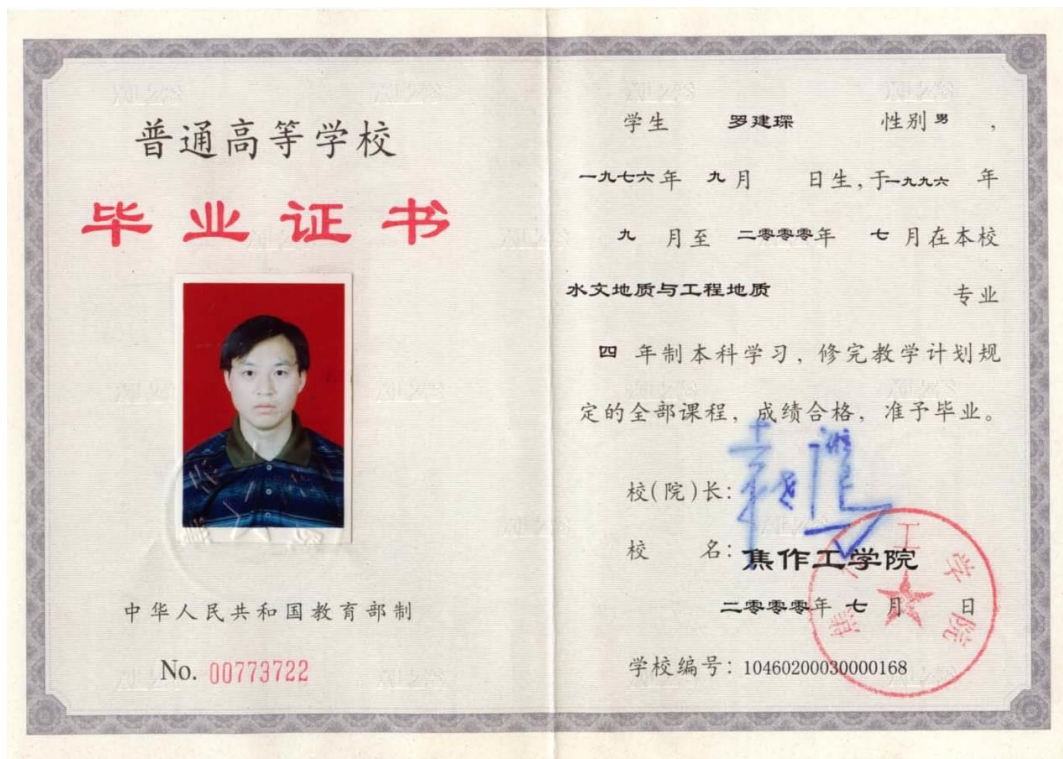 普通高等学校
毕业证书
中华人民共和国教育部制
No. 00773722
学生 罗建琛 性别 男 ,
一九七六年 九月 日生,于一九九六 年
九 月至 二零零零年 七 月在本校
水文地质与工程地质 专业
四 年制本科学习，修完教学计划规
定的全部课程，成绩合格，准予毕业。
校(院)长:
校 名: 焦作工学院
二零零零年 七 月 日
学校编号: 10460200030000168
工学院